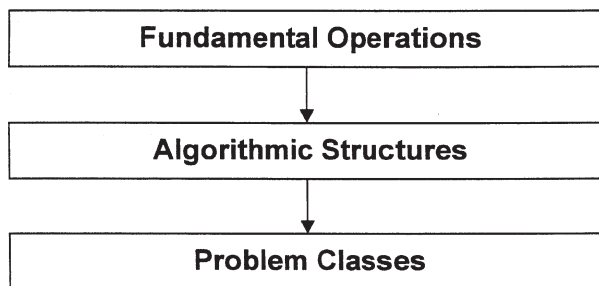 Fundamental Operations
Algorithmic Structures
Problem Classes